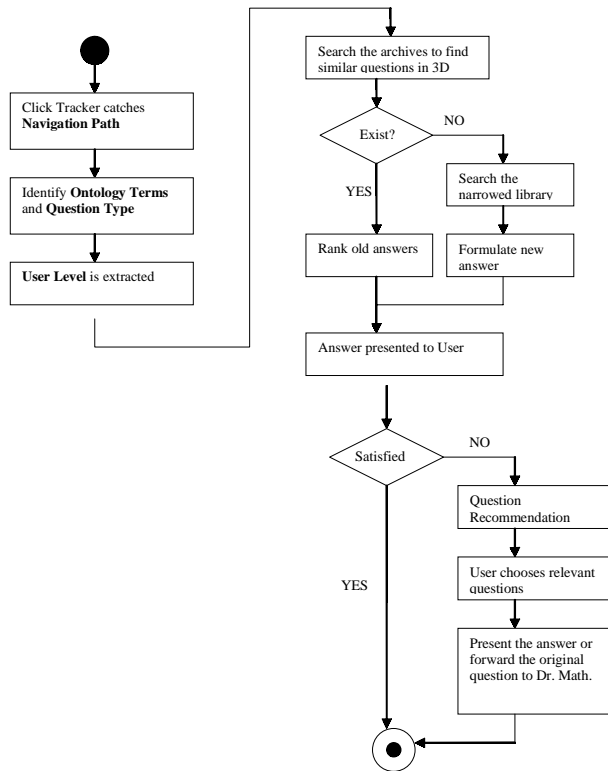 Click Tracker catches
Navigation Path
Identify Ontology Terms
and Question Type
User Level is extracted
Search the archives to find
similar questions in 3D
Exist?
NO
YES
Search the
narrowed library
Rank old answers
Formulate new
answer
Answer presented to User
Satisfied
NO
Question
Recommendation
YES
User chooses relevant
questions
Present the answer or
forward the original
question to Dr. Math.